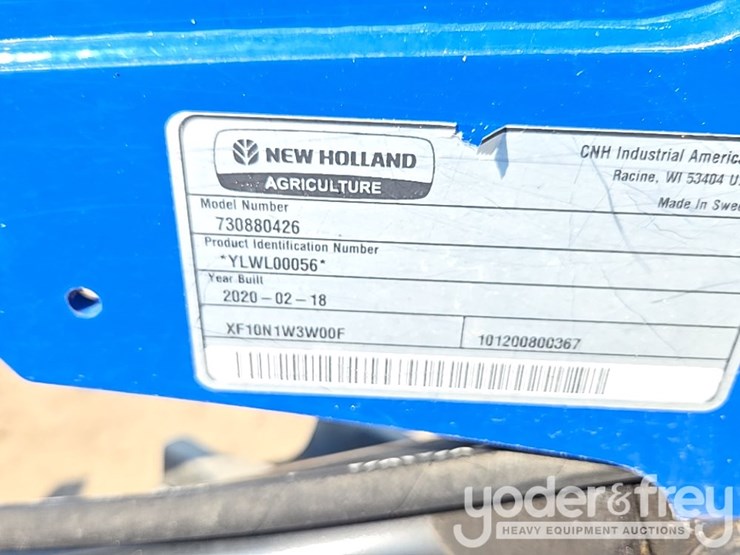 NEW HOLLAND
AGRICULTURE
CNH Industrial America
Racine, WI 53404 U
Made in Swed
Model Number
730880426
Product Identification Number
*YLWL00056*
Year Built
2020-02-18
XF10N1W3W00F
101200800367
yoder&frey
HEAVY EQUIPMENT AUCTIONS